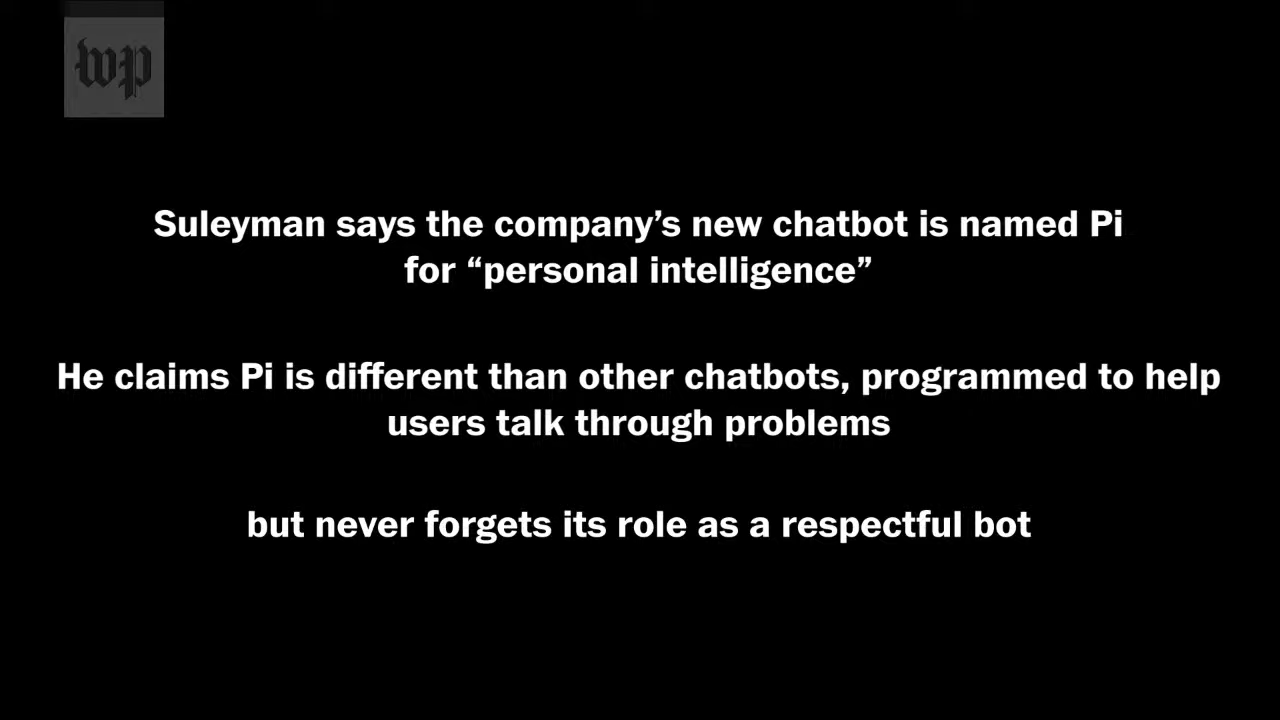 wp
Suleyman says the company’s new chatbot is named Pi
for “personal intelligence”
He claims Pi is different than other chatbots, programmed to help
users talk through problems
but never forgets its role as a respectful bot